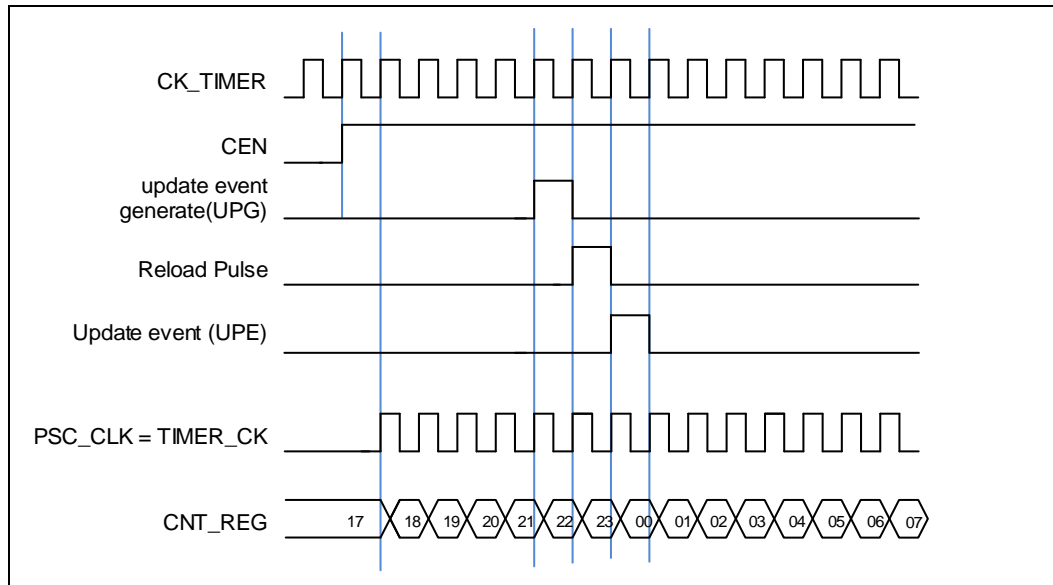 CK_TIMER
CEN
update event
generate(UPG)
Reload Pulse
Update event (UPE)
PSC_CLK = TIMER_CK
CNT_REG 17 18 19 20 21 22 23 00 01 02 03 04 05 06 07